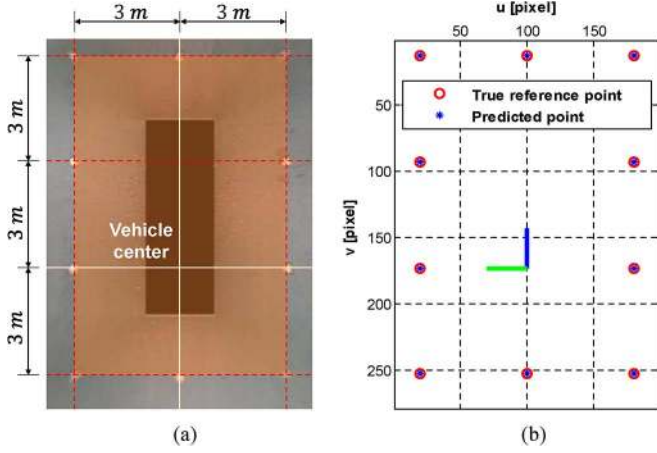 3 m 3 m
3 m
3 m
3 m
Vehicle
center
(a)
u [pixel]
50 100 150
True reference point
Predicted point
50
100
150
200
250
v [pixel]
(b)